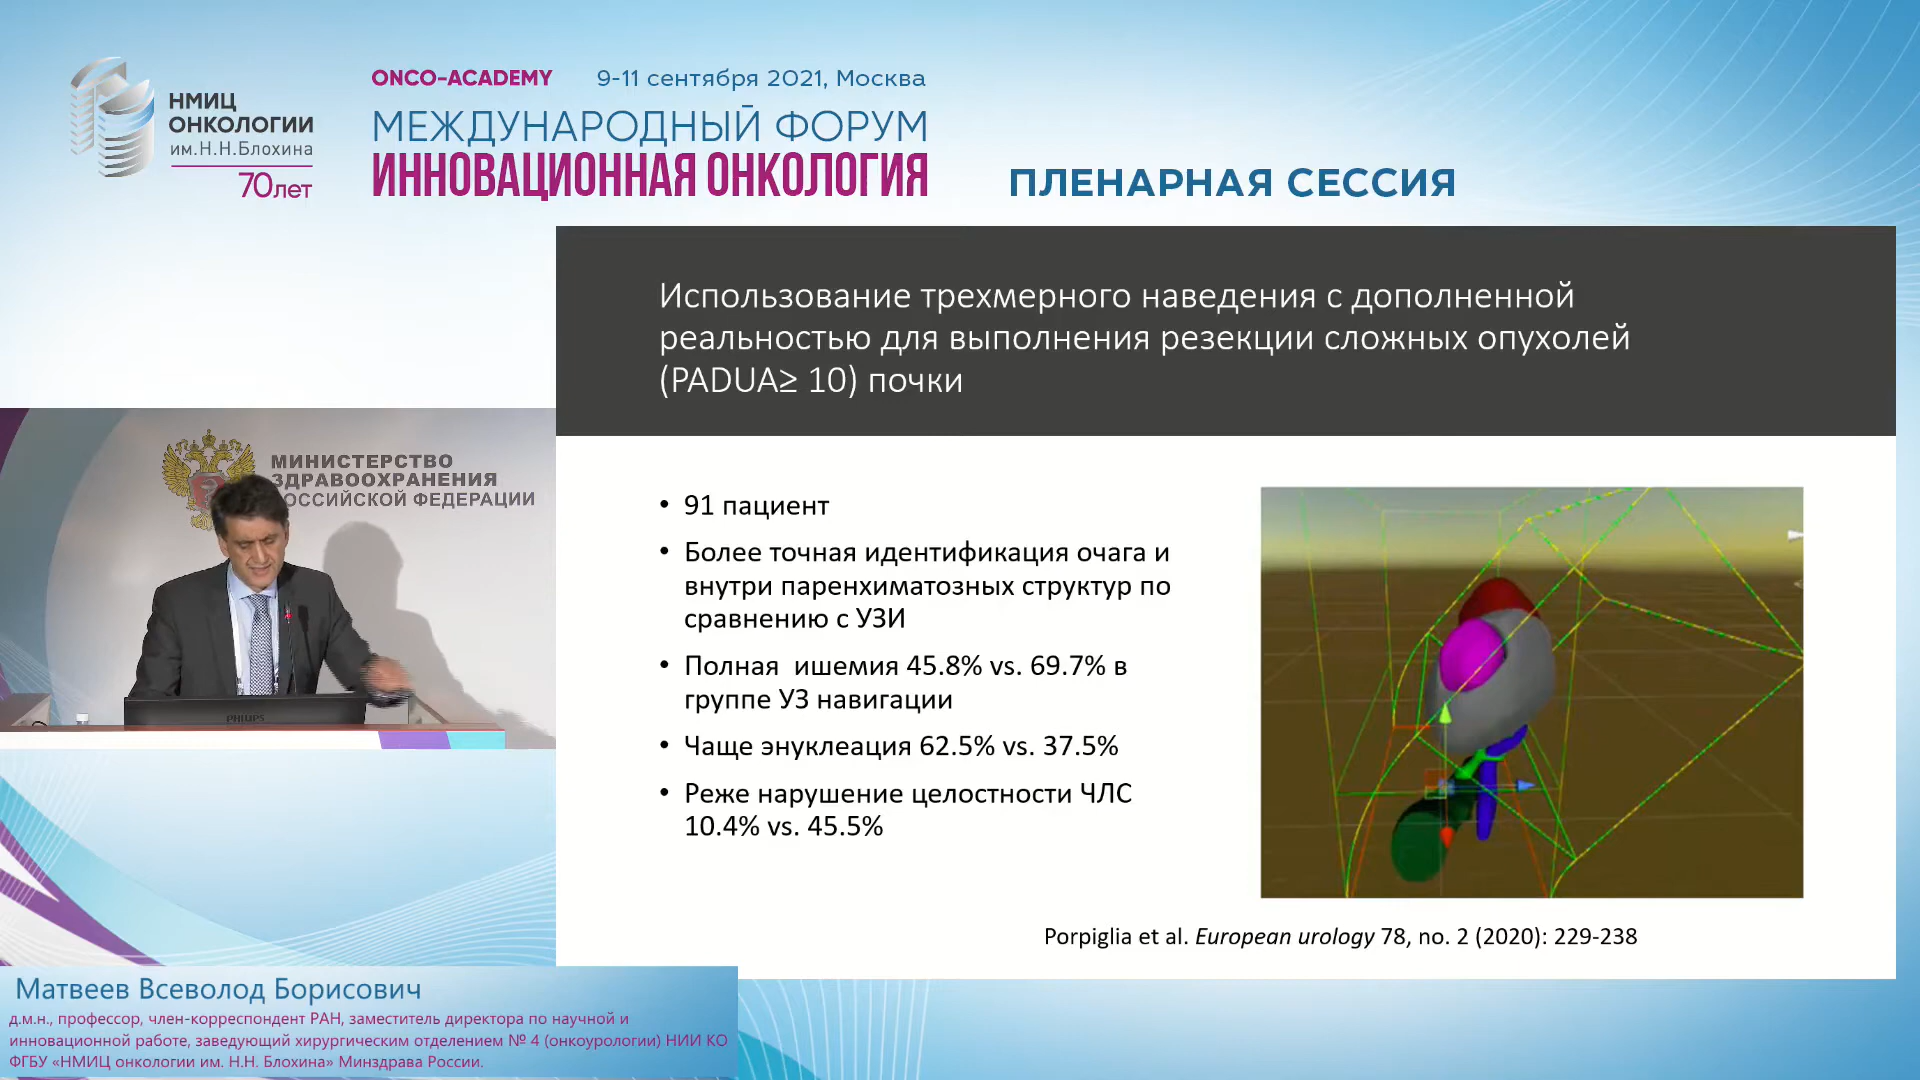 НМИЦ
ОНКОЛОГИИ
им.Н.Н.Блохина
70лет
ONCO-ACADEMY 9-11 сентября 2021, Москва
МЕЖДУНАРОДНЫЙ ФОРУМ
ИННОВАЦИОННАЯ ОНКОЛОГИЯ
ПЛЕНАРНАЯ СЕССИЯ
Использование трехмерного наведения с дополненной
реальностью для выполнения резекции сложных опухолей
(PADUA≥ 10) почки
МИНИСТЕРСТВО
ЗДРАВООХРАНЕНИЯ
РОССИЙСКОЙ ФЕДЕРАЦИИ
PHILIPS
• 91 пациент
• Более точная идентификация очага и
внутри паренхиматозных структур по
сравнению с УЗИ
• Полная ишемия 45.8% vs. 69.7% в
группе УЗ навигации
• Чаще энуклеация 62.5% vs. 37.5%
• Реже нарушение целостности ЧЛС
10.4% vs. 45.5%
Porpiglia et al. European urology 78, no. 2 (2020): 229-238
Матвеев Всеволод Борисович
д.м.н., профессор, член-корреспондент РАН, заместитель директора по научной и
инновационной работе, заведующий хирургическим отделением № 4 (онкоурологии) НИИ КО
ФГБУ «НМИЦ онкологии им. Н.Н. Блохина» Минздрава России.